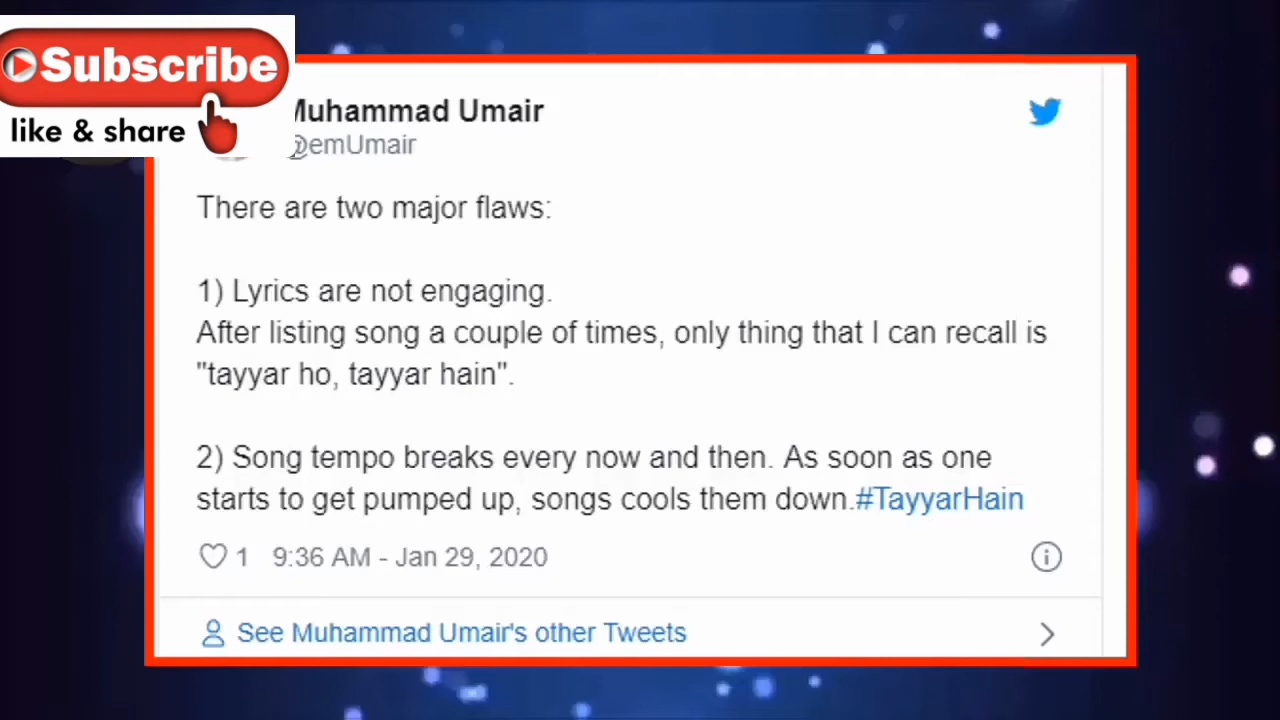 Subscribe
like & share
Muhammad Umair
@emUmair
There are two major flaws:
1) Lyrics are not engaging.
After listing song a couple of times, only thing that I can recall is
"tayyar ho, tayyar hain".
2) Song tempo breaks every now and then. As soon as one
starts to get pumped up, songs cools them down.#TayyarHain
1 9:36 AM - Jan 29, 2020
See Muhammad Umair's other Tweets